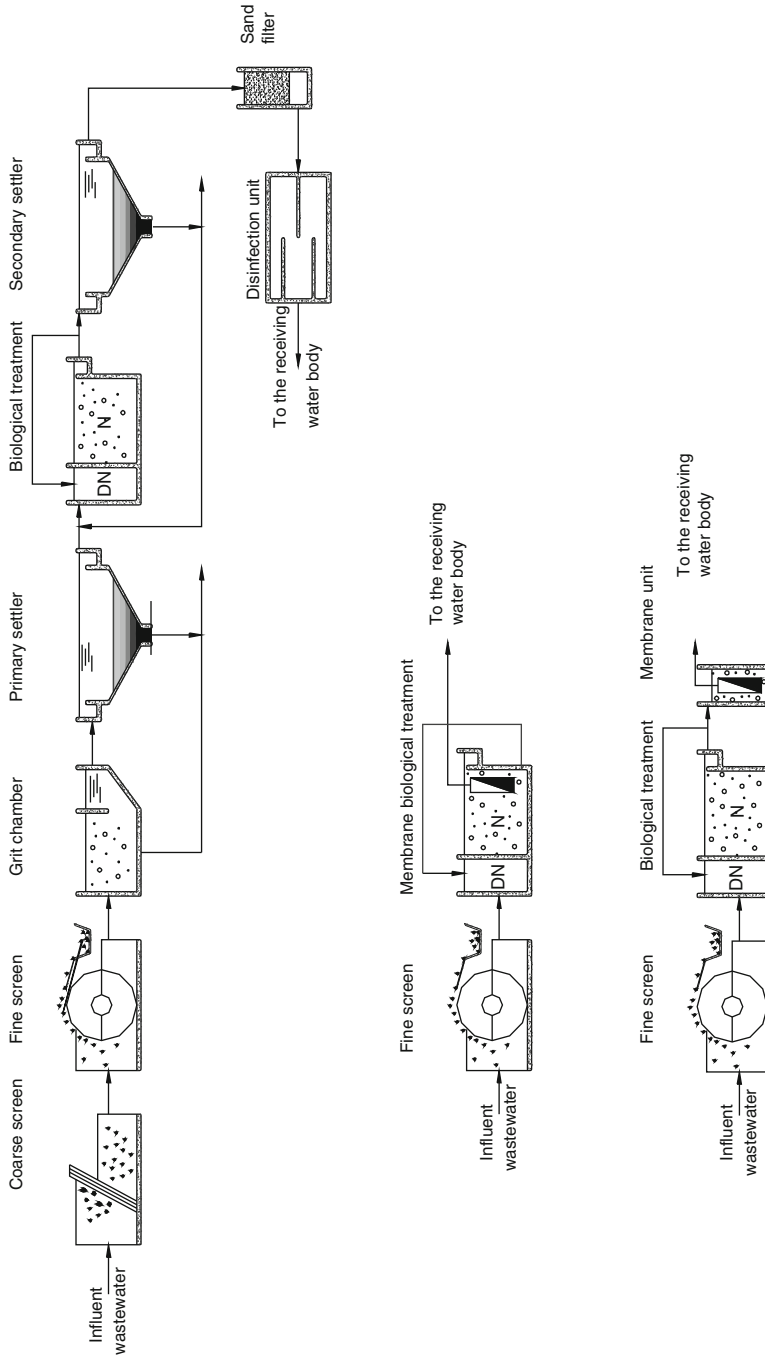 Coarse screen
Fine screen
Grit chamber
Primary settler
Biological treatment
Secondary settler
Sand
filter
Influent
wastewater
DN
N
Disinfection unit
To the receiving
water body
Fine screen
Membrane biological treatment
To the receiving
water body
Influent
wastewater
DN
N
Fine screen
Biological treatment
Membrane unit
To the receiving
water body
Influent
wastewater
DN
N